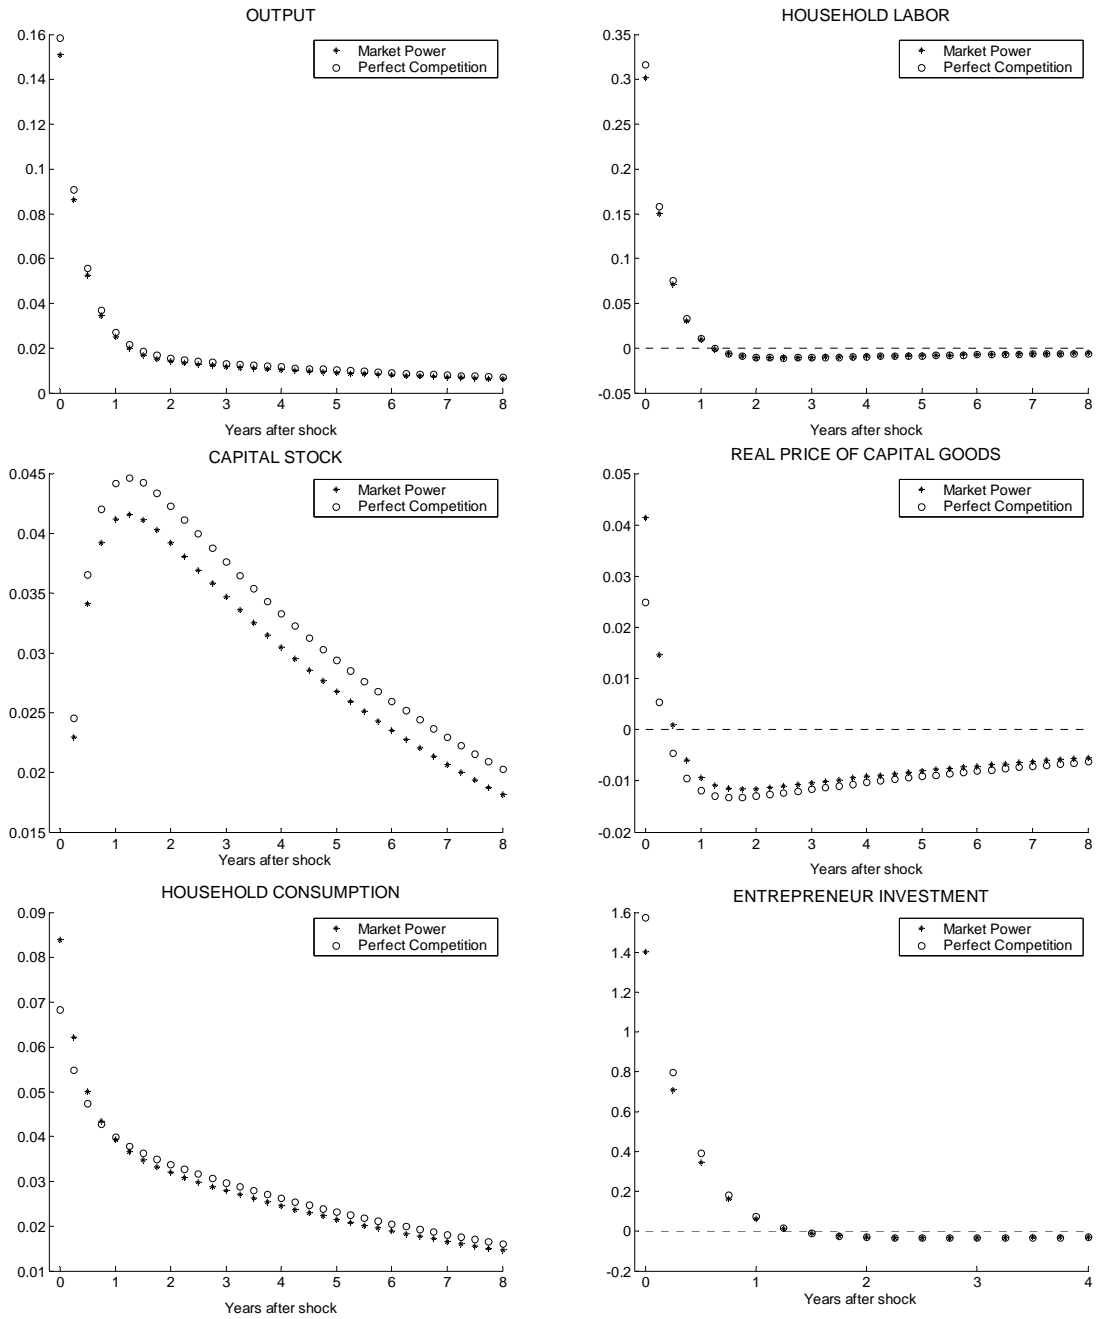 OUTPUT
0.16
0.14
0.12
0.1
0.08
0.06
0.04
0.02
0
0 1 2 3 4 5 6 7 8
Years after shock
Market Power
Perfect Competition
HOUSEHOLD LABOR
0.35
0.3
0.25
0.2
0.15
0.1
0.05
0
-0.05
0 1 2 3 4 5 6 7 8
Years after shock
Market Power
Perfect Competition
CAPITAL STOCK
0.045
0.04
0.035
0.03
0.025
0.02
0.015
0 1 2 3 4 5 6 7 8
Years after shock
Market Power
Perfect Competition
REAL PRICE OF CAPITAL GOODS
0.05
0.04
0.03
0.02
0.01
0
-0.01
-0.02
0 1 2 3 4 5 6 7 8
Years after shock
Market Power
Perfect Competition
HOUSEHOLD CONSUMPTION
0.09
0.08
0.07
0.06
0.05
0.04
0.03
0.02
0.01
0 1 2 3 4 5 6 7 8
Years after shock
Market Power
Perfect Competition
ENTREPRENEUR INVESTMENT
1.6
1.4
1.2
1
0.8
0.6
0.4
0.2
0
-0.2
0 1 2 3 4
Years after shock
Market Power
Perfect Competition